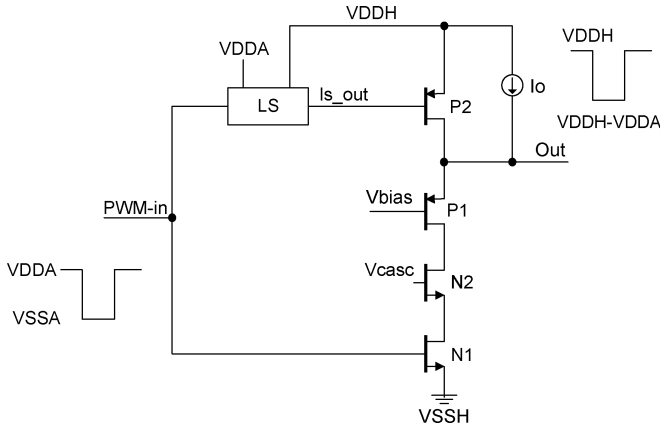 VDDH
VDDA
VDDH
LS
ls_out
P2
Io
VDDH-VDDA
Out
Vbias
P1
PWM-in
Vcasc
N2
VDDA
VSSA
N1
VSSH